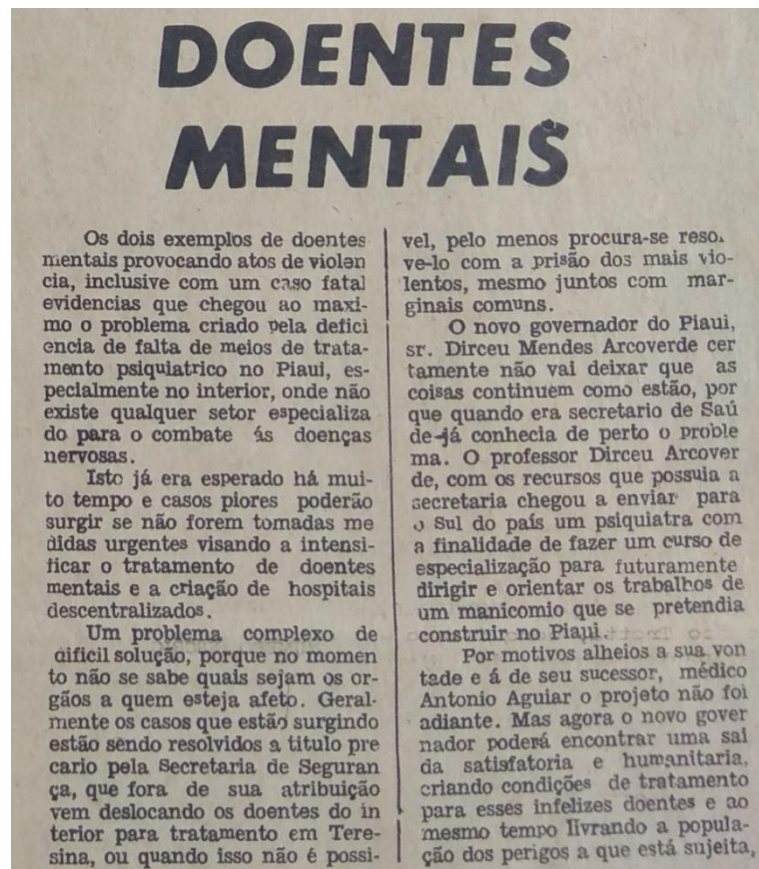 DOENTES
MENTAIS
Os dois exemplos de doentes
mentais provocando atos de violen
cia, inclusive com um caso fatal
evidencias que chegou ao maxi-
mo o problema criado pela defici
encia de falta de meios de trata-
mento psiquiatrico no Piaui, es-
pecialmente no interior, onde não
existe qualquer setor especializa
do para o combate ás doenças
nervosas.
Isto já era esperado há mui-
to tempo e casos piores poderão
surgir se não forem tomadas me
didas urgentes visando a intensi-
ficar o tratamento de doentes
mentais e a criação de hospitais
descentralizados.
Um problema complexo de
dificil solução, porque no momen
to não se sabe quais sejam os or-
gãos a quem esteja afeto. Geral-
mente os casos que estão surgindo
estão sendo resolvidos a titulo pre
cario pela Secretaria de Seguran
ça, que fora de sua atribuição
vem deslocando os doentes do in
terior para tratamento em Tere-
sina, ou quando isso não é possi-
vel, pelo menos procura-se resol
ve-lo com a prisão dos mais vio-
lentos, mesmo juntos com mar-
ginais comuns.
O novo governador do Piaui,
sr. Dirceu Mendes Arcoverde cer
tamente não vai deixar que as
coisas continuem como estão, por
que quando era secretario de Saú
de-já conhecia de perto o proble
ma. O professor Dirceu Arcover
de, com os recursos que possuia a
secretaria chegou a enviar para
o Sul do país um psiquiatra com
a finalidade de fazer um curso de
especialização para futuramente
dirigir e orientar os trabalhos de
um manicomio que se pretendia
construir no Piaui.
Por motivos alheios a sua von
tade e á de seu sucessor, médico
Antonio Aguiar o projeto não foi
adiante. Mas agora o novo gover
nador poderá encontrar uma sai
da satisfatoria e humanitaria,
criando condições de tratamento
para esses infelizes doentes e ao
mesmo tempo livrando a popula-
ção dos perigos a que está sujeita,